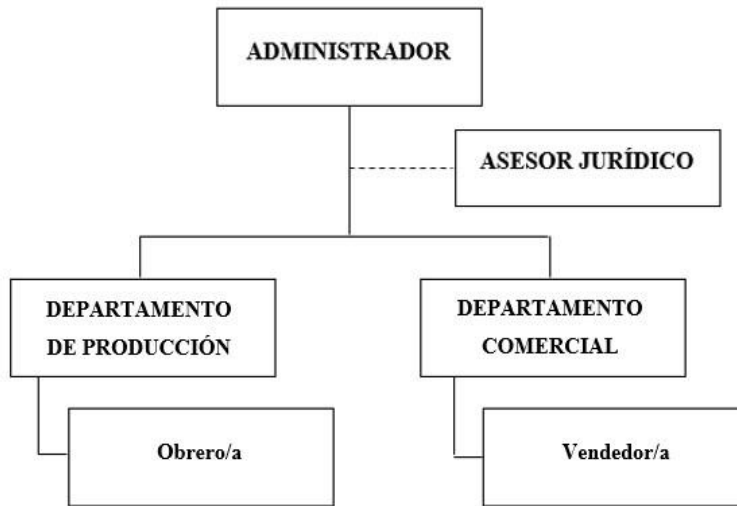 ADMINISTRADOR
ASESOR JURÍDICO
DEPARTAMENTO
DE PRODUCCIÓN
DEPARTAMENTO
COMERCIAL
Obrero/a
Vendedor/a